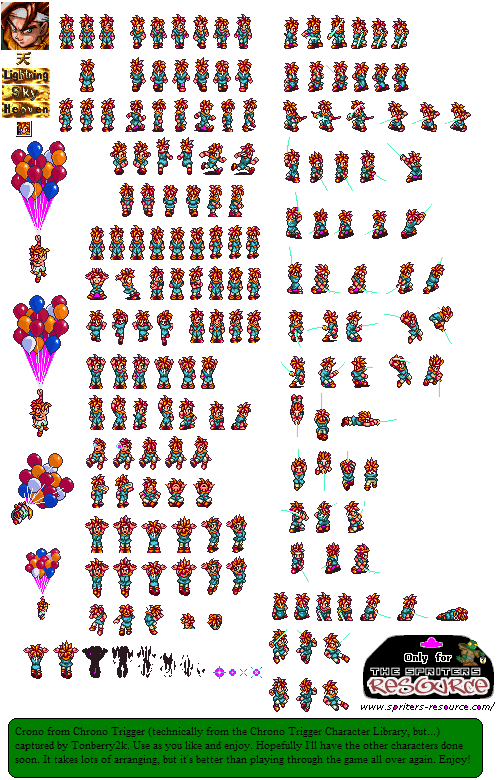 天
Lightning
Sky
Heaven
Only for
THE SPRITERS
RESOURCE
www.spriters-resource.com/
Crono from Chrono Trigger (technically from the Chrono Trigger Character Library, but...)
captured by Tonberry2k. Use as you like and enjoy. Hopefully I'll have the other characters done
soon. It takes lots of arranging, but it's better than playing through the game all over again. Enjoy!